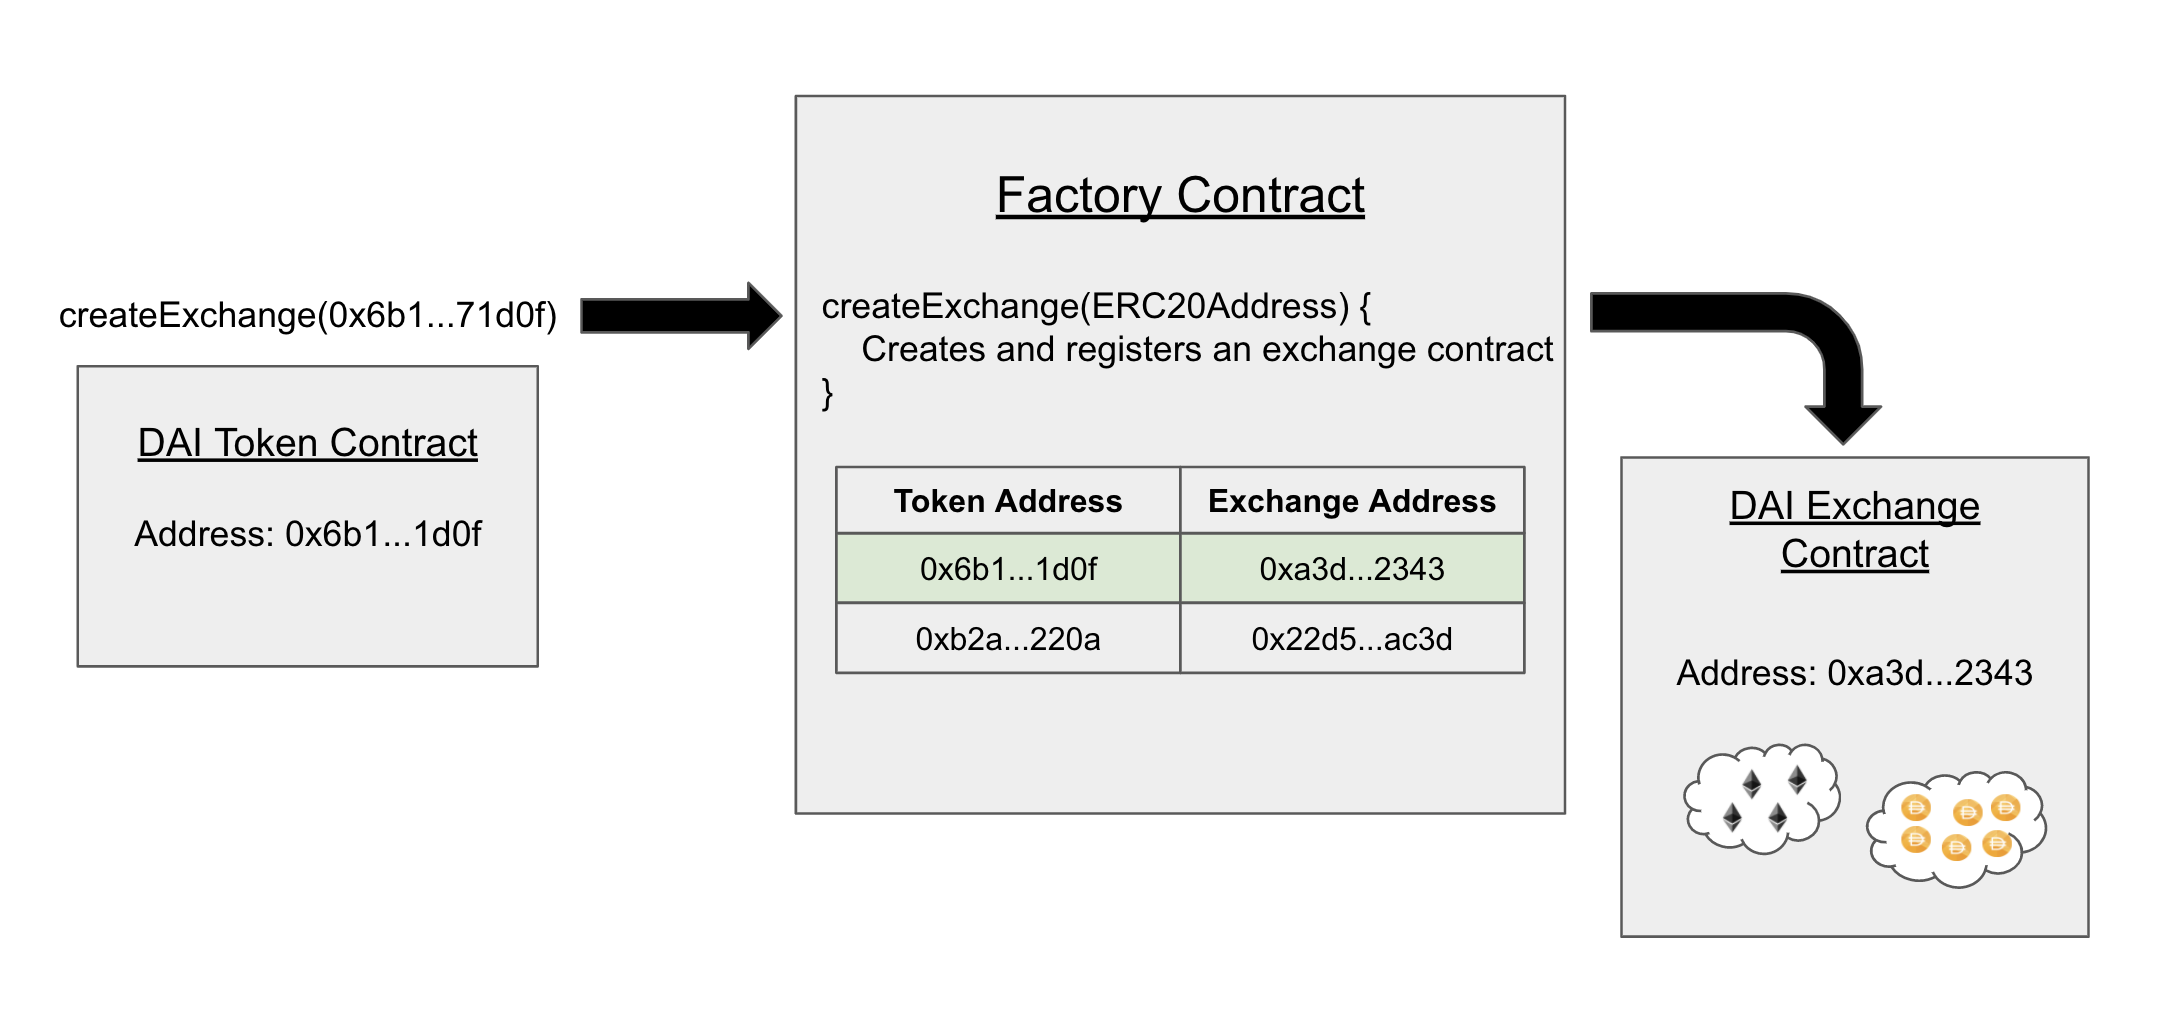 createExchange(0x6b1...71d0f)
DAI Token Contract
Address: 0x6b1...1d0f
Factory Contract
createExchange(ERC20Address) {
Creates and registers an exchange contract
}
Token Address Exchange Address
0x6b1...1d0f 0xa3d...2343
0xb2a...220a 0x22d5...ac3d
DAI Exchange
Contract
Address: 0xa3d...2343